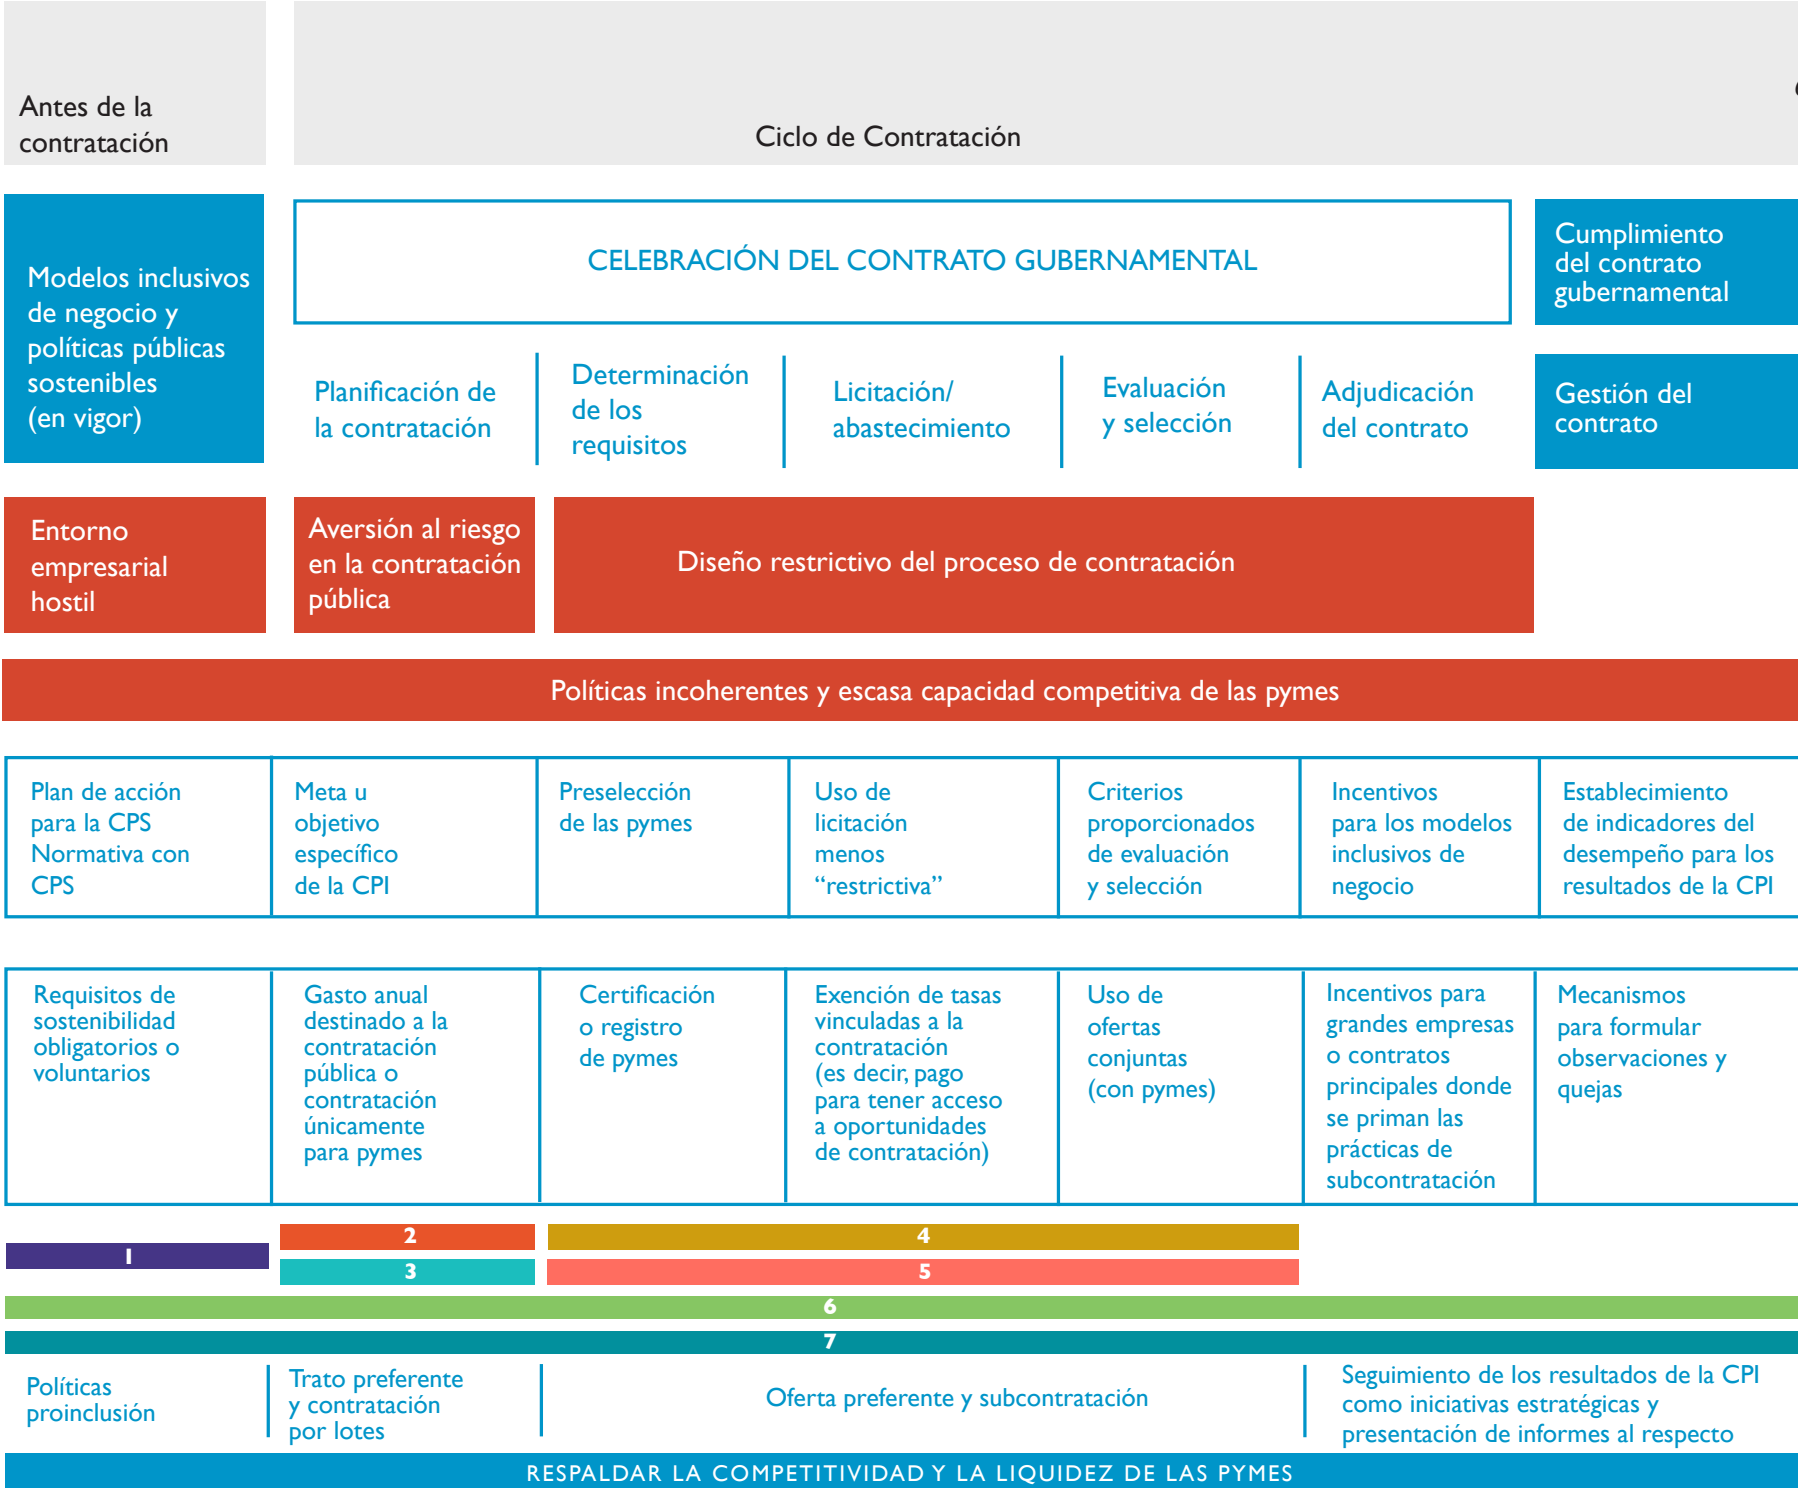 Antes de la
contratación
Ciclo de Contratación
Modelos inclusivos
de negocio y
políticas públicas
sostenibles
(en vigor)
CELEBRACIÓN DEL CONTRATO GUBERNAMENTAL
Cumplimiento
del contrato
gubernamental
Planificación de
la contratación
Determinación
de los
requisitos
Licitación/
abastecimiento
Evaluación
y selección
Adjudicación
del contrato
Gestión del
contrato
Entorno
empresarial
hostil
Aversión al riesgo
en la contratación
pública
Diseño restrictivo del proceso de contratación
Políticas incoherentes y escasa capacidad competitiva de las pymes
Plan de acción
para la CPS
Normativa con
CPS
Meta u
objetivo
específico
de la CPI
Preselección
de las pymes
Uso de
licitación
menos
“restrictiva”
Criterios
proporcionados
de evaluación
y selección
Incentivos
para los modelos
inclusivos de
negocio
Establecimiento
de indicadores del
desempeño para los
resultados de la CPI
Requisitos de
sostenibilidad
obligatorios o
voluntarios
Gasto anual
destinado a la
contratación
pública o
contratación
únicamente
para pymes
Certificación
o registro
de pymes
Exención de tasas
vinculadas a la
contratación
(es decir, pago
para tener acceso
a oportunidades
de contratación)
Uso de
ofertas
conjuntas
(con pymes)
Incentivos para
grandes empresas
o contratos
principales donde
se priman las
prácticas de
subcontratación
Mecanismos
para formular
observaciones y
quejas
1
2
3
4
5
6
7
Políticas
proinclusión
Trato preferente
y contratación
por lotes
Oferta preferente y subcontratación
Seguimiento de los resultados de la CPI
como iniciativas estratégicas y
presentación de informes al respecto
RESPALDAR LA COMPETITIVIDAD Y LA LIQUIDEZ DE LAS PYMES